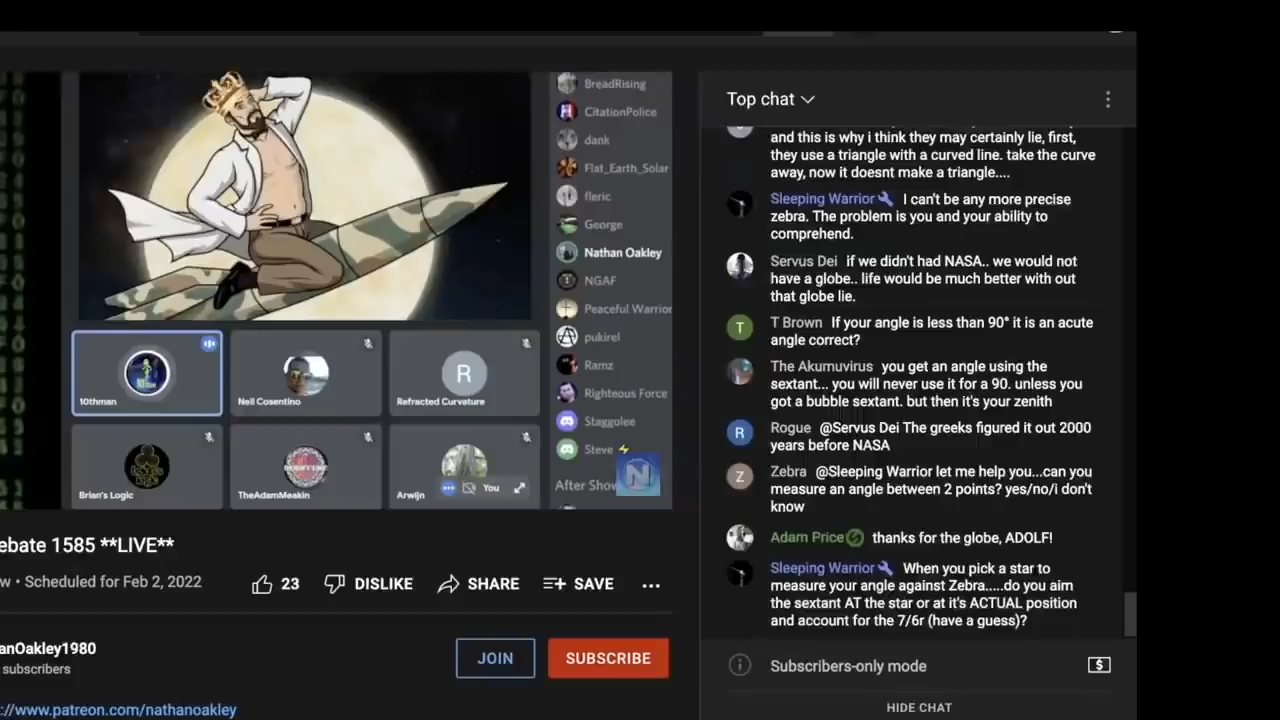 BreadRising
CitationPolice
dank
Flat_Earth_Solar
fleric
George
Nathan Oakley
NGAF
Peaceful Warrior
pukirel
Ramz
Righteous Force
Staggolee
Steve
After Show
N
10thman
Neil Cosentino
R
Refracted Curvature
Brian's Logic
TheAdamMeakin
Arwijn
You
ebate 1585 **LIVE**
w • Scheduled for Feb 2, 2022
23
DISLIKE
SHARE
SAVE
anOakley1980
subscribers
JOIN
SUBSCRIBE
://www.patreon.com/nathanoakley
Top chat
and this is why i think they may certainly lie, first,
they use a triangle with a curved line. take the curve
away, now it doesnt make a triangle....
Sleeping Warrior I can't be any more precise
zebra. The problem is you and your ability to
comprehend.
Servus Dei if we didn't had NASA.. we would not
have a globe.. life would be much better with out
that globe lie.
T
T Brown If your angle is less than 90° it is an acute
angle correct?
The Akumuvirus you get an angle using the
sextant... you will never use it for a 90. unless you
got a bubble sextant. but then it's your zenith
R
Rogue @Servus Dei The greeks figured it out 2000
years before NASA
Z
Zebra @Sleeping Warrior let me help you...can you
measure an angle between 2 points? yes/no/i don't
know
Adam Price thanks for the globe, ADOLF!
Sleeping Warrior When you pick a star to
measure your angle against Zebra.....do you aim
the sextant AT the star or at it's ACTUAL position
and account for the 7/6r (have a guess)?
Subscribers-only mode
$
HIDE CHAT